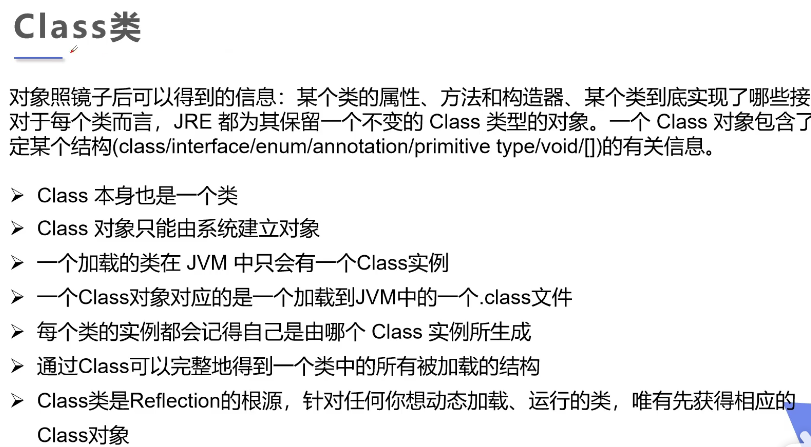 Class类
对象照镜子后可以得到的信息：某个类的属性、方法和构造器、某个类到底实现了哪些接
对于每个类而言，JRE 都为其保留一个不变的 Class 类型的对象。一个 Class 对象包含了
定某个结构(class/interface/enum/annotation/primitive type/void/[])的有关信息。
➢ Class 本身也是一个类
➢ Class 对象只能由系统建立对象
➢ 一个加载的类在 JVM 中只会有一个Class实例
➢ 一个Class对象对应的是一个加载到JVM中的一个.class文件
➢ 每个类的实例都会记得自己是由哪个 Class 实例所生成
➢ 通过Class可以完整地得到一个类中的所有被加载的结构
➢ Class类是Reflection的根源，针对任何你想动态加载、运行的类，唯有先获得相应的
Class对象